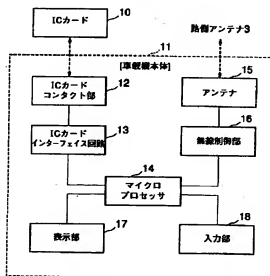 ICカード
10
路側アンテナ3
11
[車載機本体]
ICカード
コンタクト部
12
アンテナ
15
ICカード
インターフェイス回路
13
無線制御部
16
14
マイクロ
プロセッサ
17
表示部
18
入力部